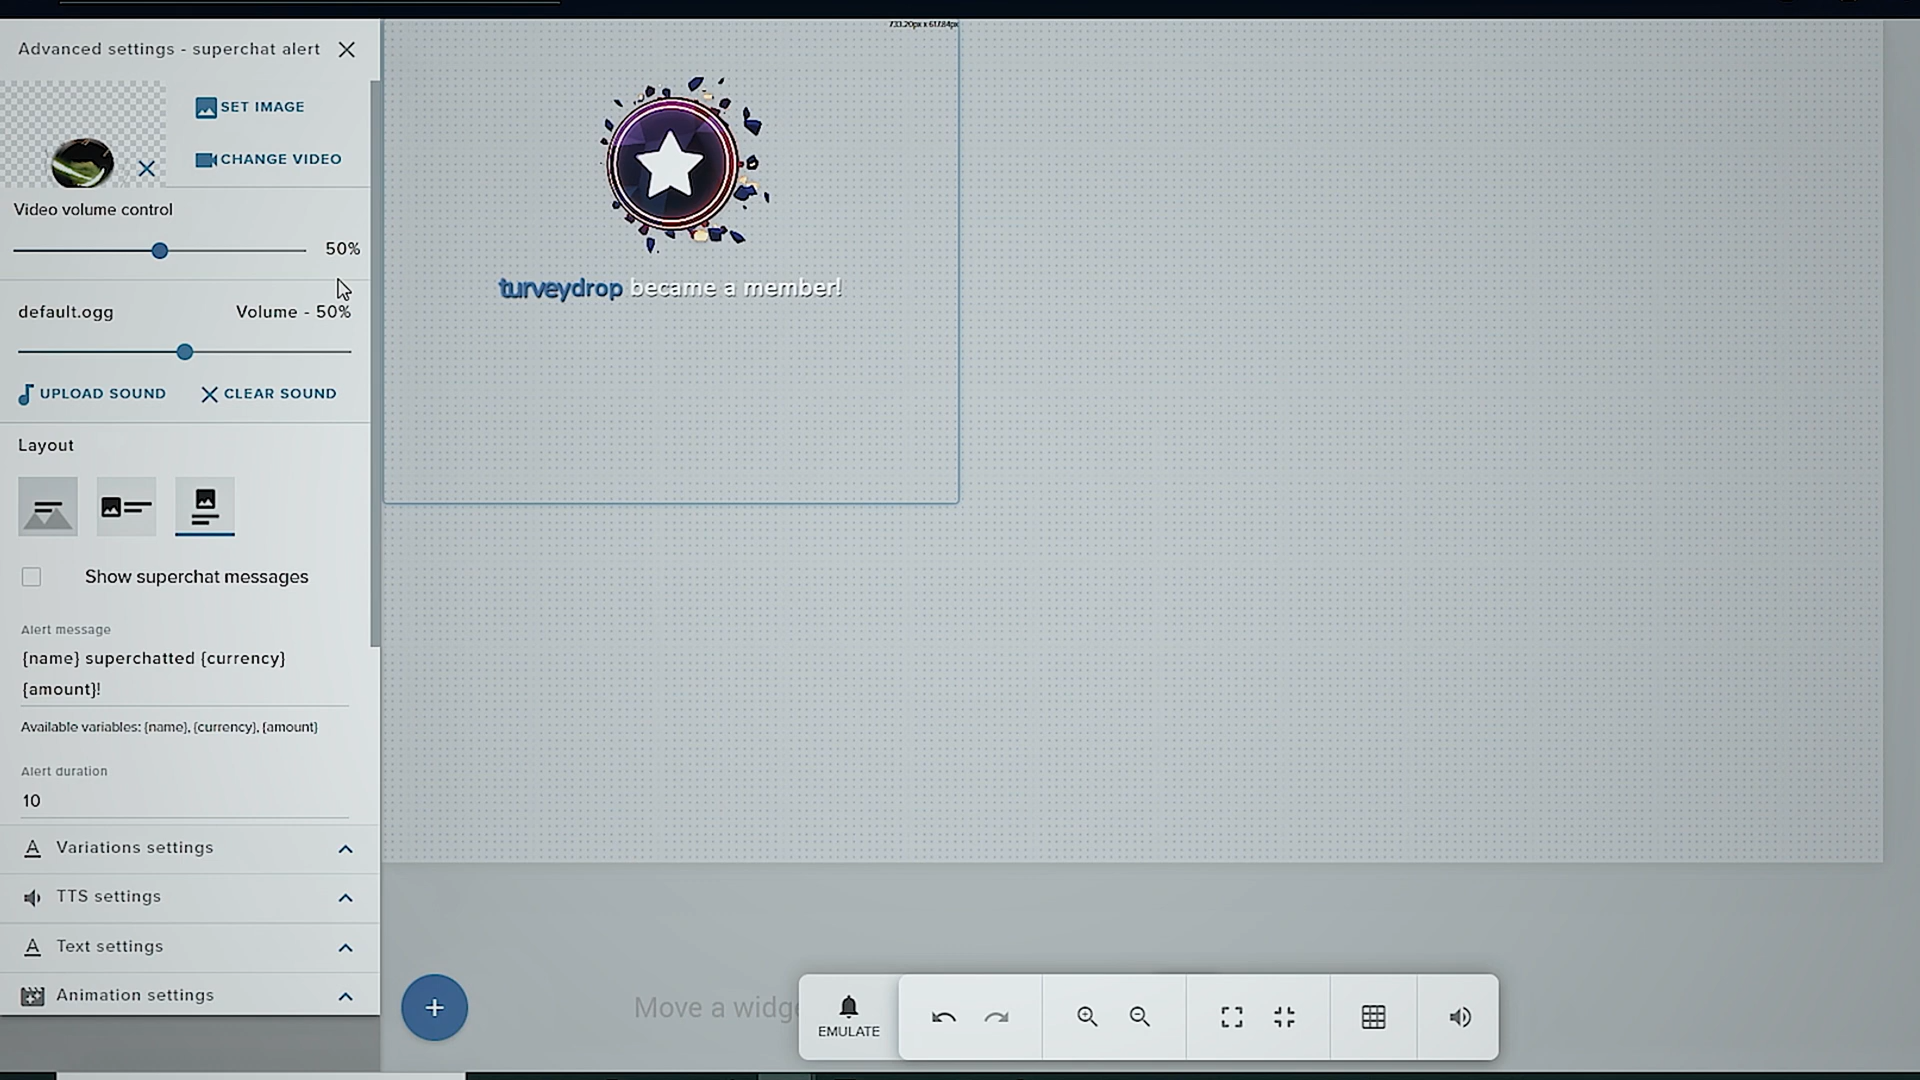 Advanced settings - superchat alert
SET IMAGE
CHANGE VIDEO
Video volume control
50%
default.ogg
Volume - 50%
UPLOAD SOUND
CLEAR SOUND
Layout
Show superchat messages
Alert message
{name} superchatted {currency}
{amount}!
Available variables: {name}, {currency}, {amount}
Alert duration
10
Variations settings
TTS settings
Text settings
Animation settings
turveydrop became a member!
Move a
EMULATE